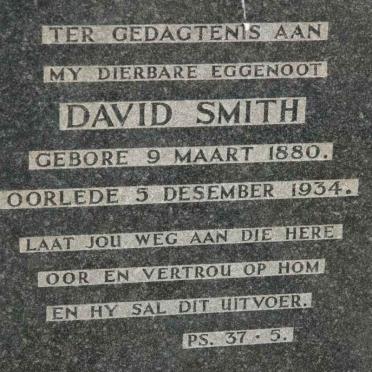 TER GEDAGTENIS AAN
MY DIERBARE EGGENOOT
DAVID SMITH
GEBORE 9 MAART 1880.
OORLEDE 5 DESEMBER 1934.
LAAT JOU WEG AAN DIE HERE
OOR EN VERTROU OP HOM
EN HY SAL DIT UITVOER.
PS. 37 · 5.